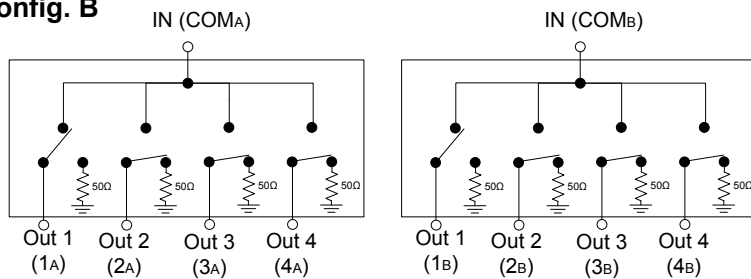 onfig. B
IN (COMA)
IN (COMB)
50Ω
50Ω
50Ω
50Ω
50Ω
50Ω
50Ω
50Ω
Out 1
Out 2
Out 3
Out 4
Out 1
Out 2
Out 3
Out 4
(1A)
(2A)
(3A)
(4A)
(1B)
(2B)
(3B)
(4B)